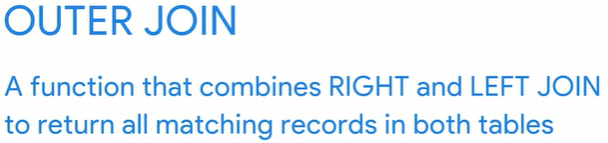 OUTER JOIN
A function that combines RIGHT and LEFT JOIN
to return all matching records in both tables